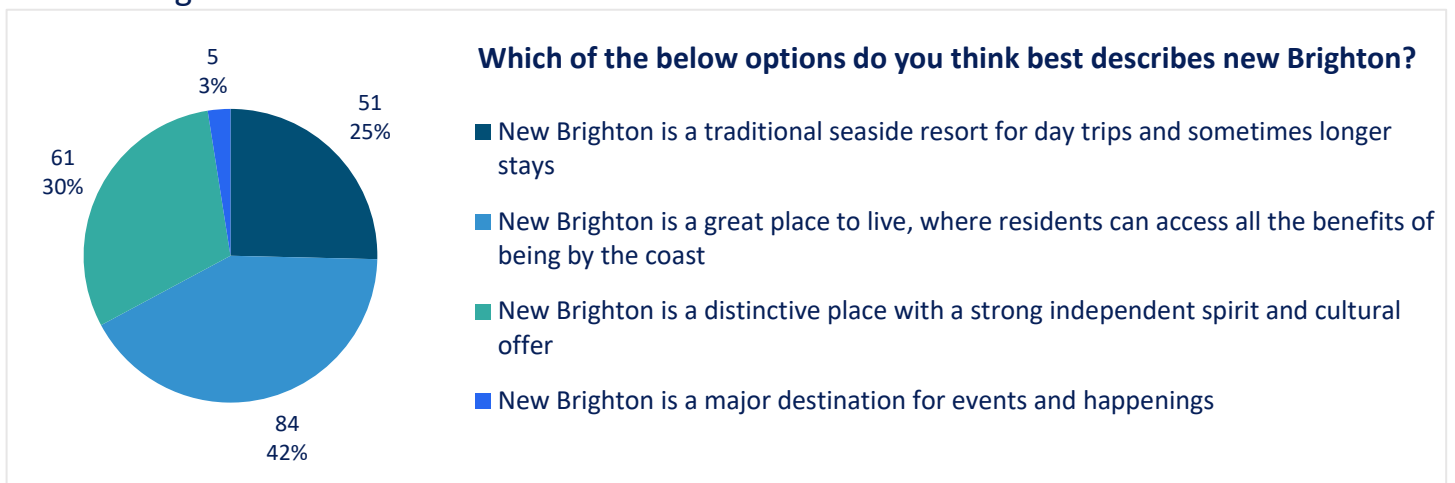 Which of the below options do you think best describes new Brighton?
5
3%
51
25%
61
30%
84
42%
New Brighton is a traditional seaside resort for day trips and sometimes longer
stays
New Brighton is a great place to live, where residents can access all the benefits of
being by the coast
New Brighton is a distinctive place with a strong independent spirit and cultural
offer
New Brighton is a major destination for events and happenings